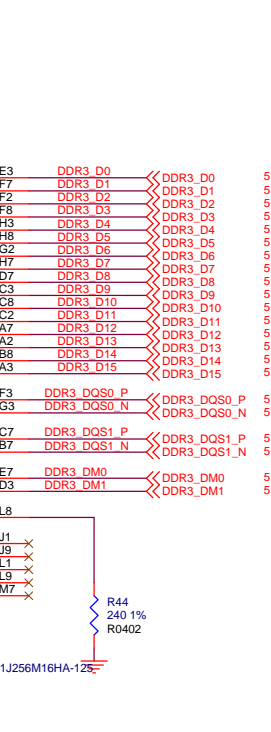 E3 DDR3_D0 DDR3_D0 5
F7 DDR3_D1 DDR3_D1 5
F2 DDR3_D2 DDR3_D2 5
F8 DDR3_D3 DDR3_D3 5
H3 DDR3_D4 DDR3_D4 5
H8 DDR3_D5 DDR3_D5 5
G2 DDR3_D6 DDR3_D6 5
H7 DDR3_D7 DDR3_D7 5
D7 DDR3_D8 DDR3_D8 5
C3 DDR3_D9 DDR3_D9 5
C8 DDR3_D10 DDR3_D10 5
C2 DDR3_D11 DDR3_D11 5
A7 DDR3_D12 DDR3_D12 5
A2 DDR3_D13 DDR3_D13 5
B8 DDR3_D14 DDR3_D14 5
A3 DDR3_D15 DDR3_D15 5
F3 DDR3_DQS0_P DDR3_DQS0_P 5
G3 DDR3_DQS0_N DDR3_DQS0_N 5
C7 DDR3_DQS1_P DDR3_DQS1_P 5
B7 DDR3_DQS1_N DDR3_DQS1_N 5
E7 DDR3_DM0 DDR3_DM0 5
D3 DDR3_DM1 DDR3_DM1 5
L8
J1
J9
L1
L9
M7
R44
240 1%
R0402
1J256M16HA-125